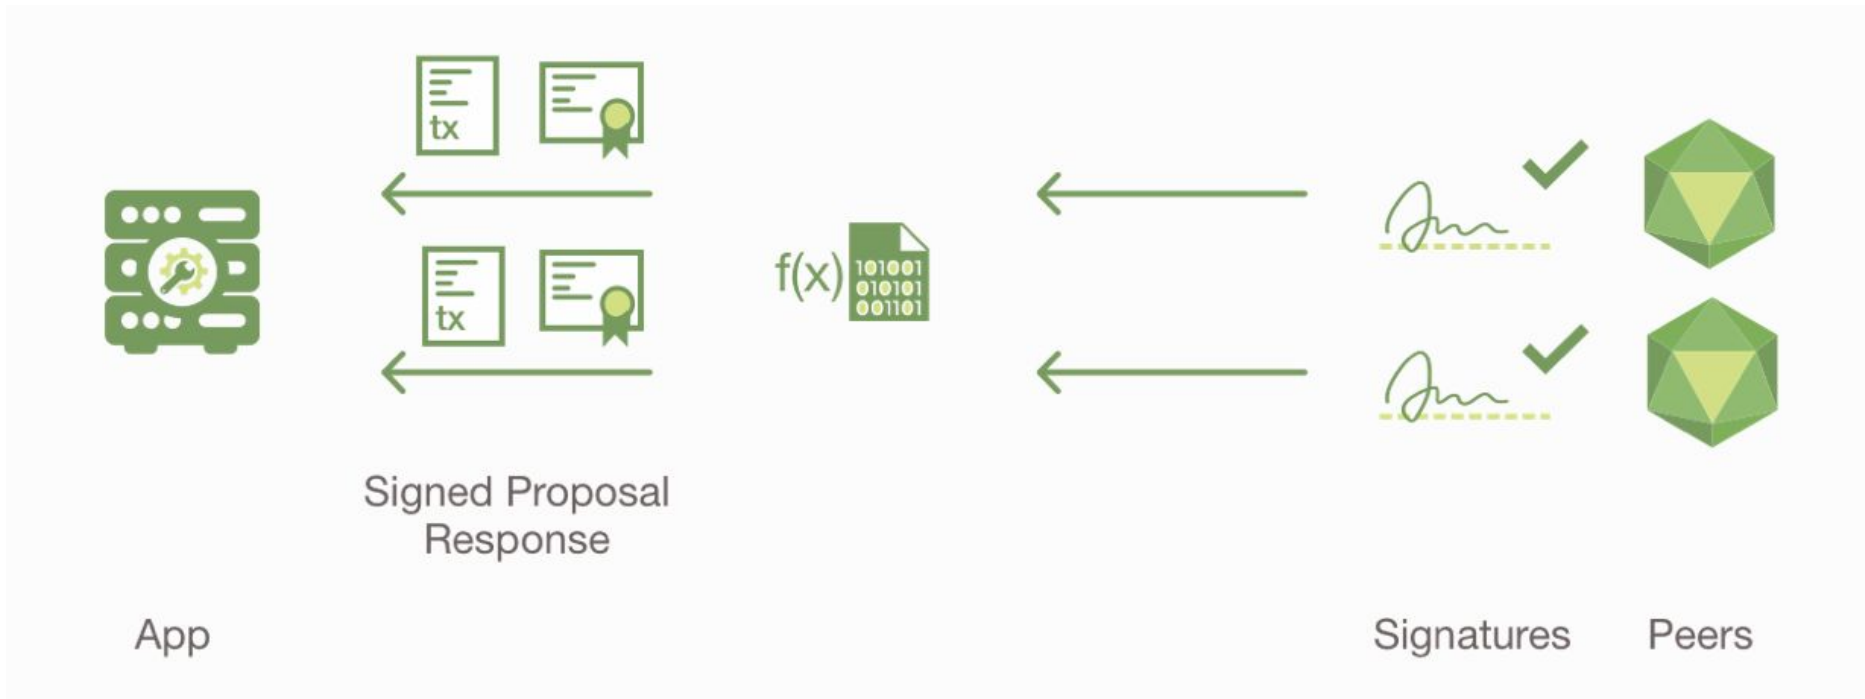 tx
tx
f(x)
101001
010101
001101
Signed Proposal
Response
App
Signatures
Peers